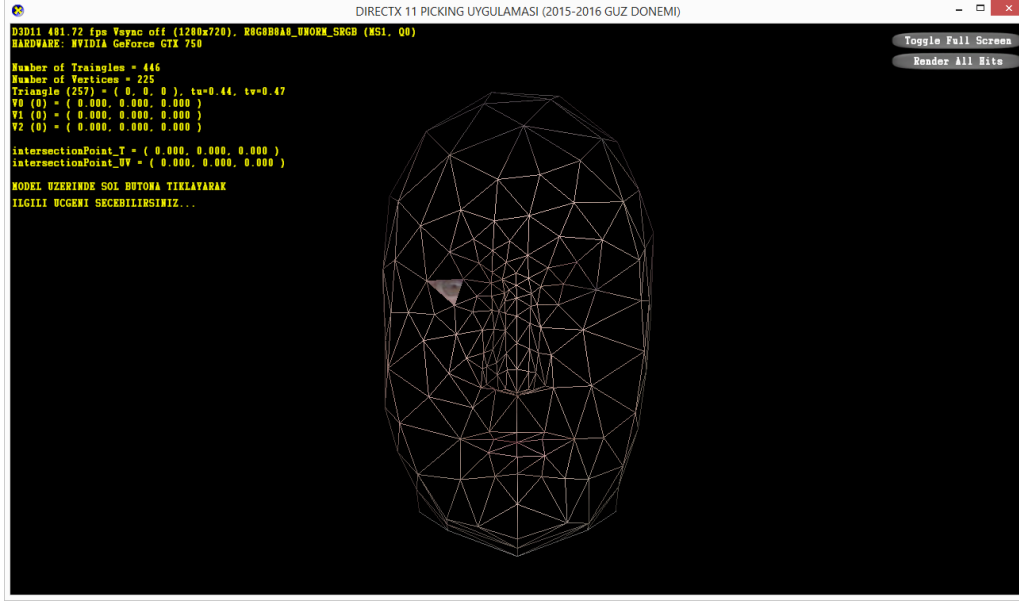 DIRECTX 11 PICKING UYGULAMASI (2015-2016 GUZ DONEMI)
D3D11 481.72 fps Vsync off (1280x720), R8G8B8A8_UNORM_SRGB (MS1, Q0)
HARDWARE: NVIDIA GeForce GTX 750
Toggle Full Screen
Render All Hits
Number of Traingles = 446
Number of Vertices = 225
Triangle (257) = ( 0, 0, 0 ), tu=0.44, tv=0.47
V0 (0) = ( 0.000, 0.000, 0.000 )
V1 (0) = ( 0.000, 0.000, 0.000 )
V2 (0) = ( 0.000, 0.000, 0.000 )
intersectionPoint_T = ( 0.000, 0.000, 0.000 )
intersectionPoint_UV = ( 0.000, 0.000, 0.000 )
MODEL UZERINDE SOL BUTONA TIKLAYARAK
ILGILI UCGENI SECEBILIRSINIZ...